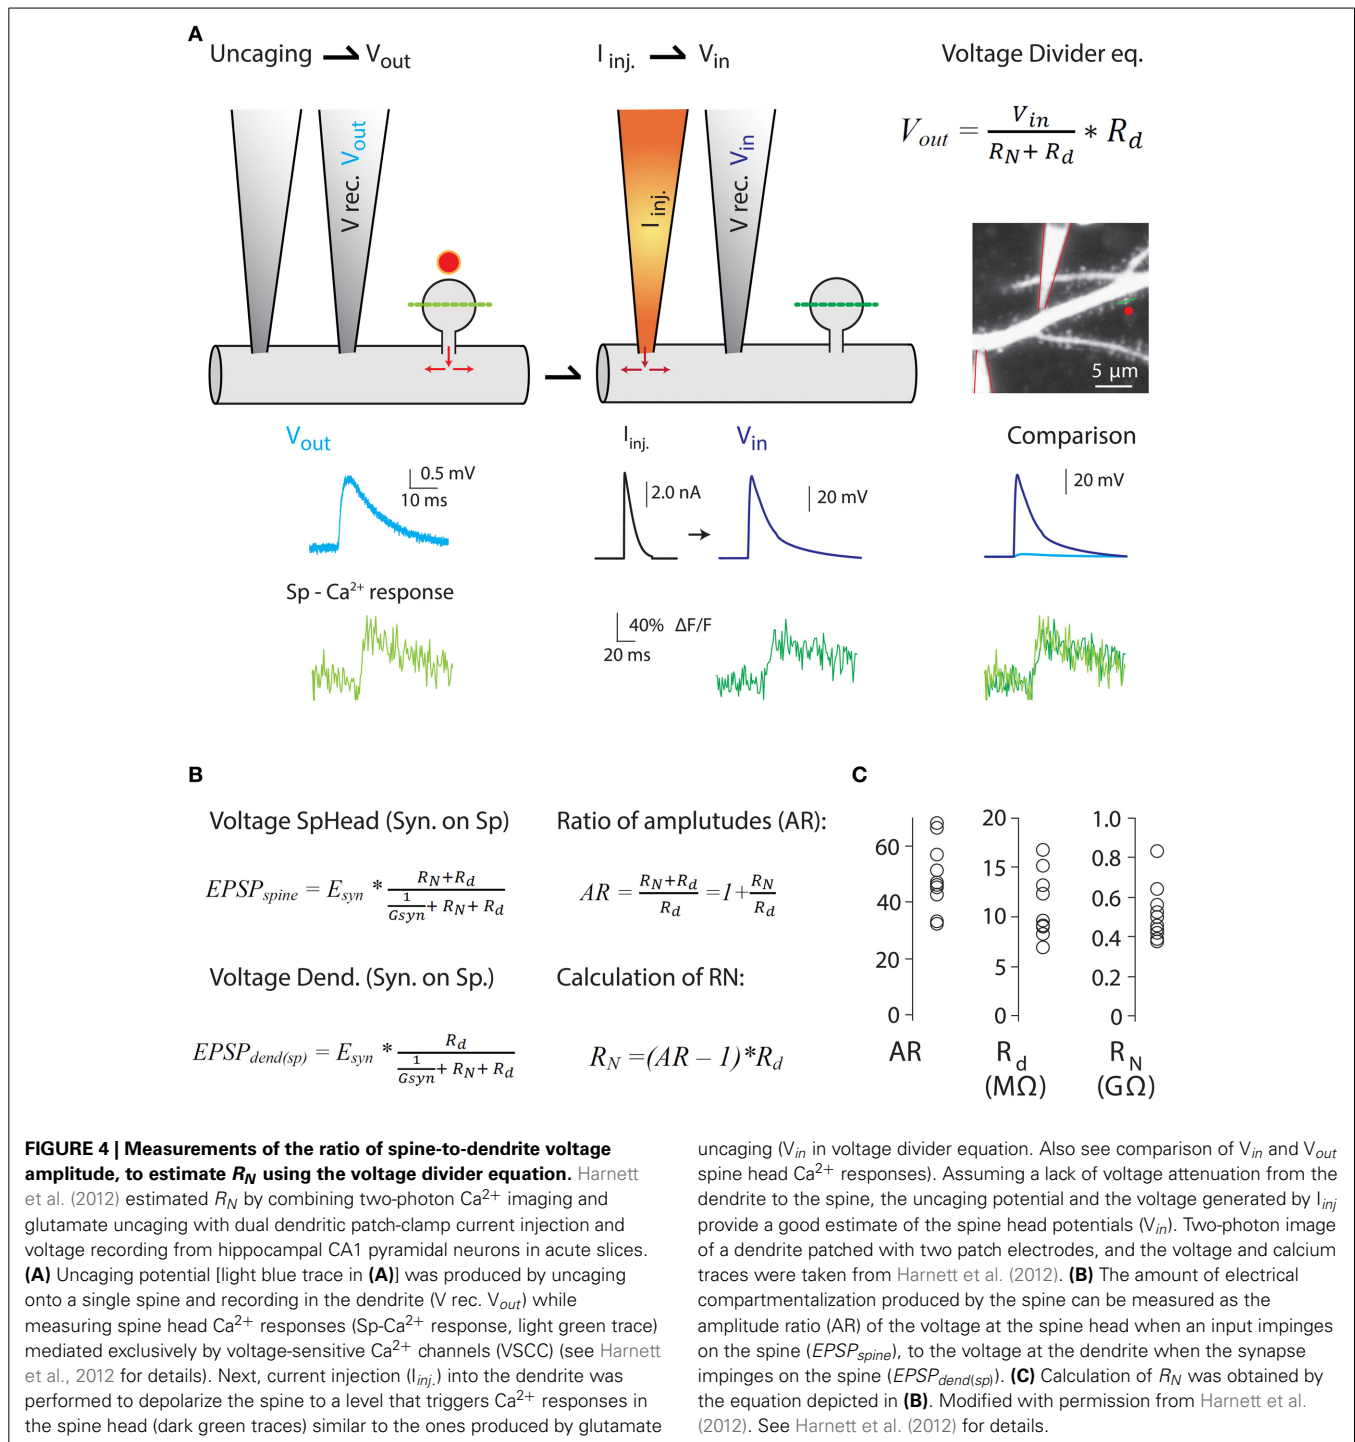 A
Uncaging ⇀ Vout
I inj. ⇀ Vin
Voltage Divider eq.
Vout = Vin / (RN + Rd) * Rd
V rec. Vout
I inj.
V rec. Vin
5 µm
Vout
0.5 mV
10 ms
Iinj.
2.0 nA
Vin
20 mV
Comparison
20 mV
Sp - Ca2+ response
40% ΔF/F
20 ms
B
Voltage SpHead (Syn. on Sp)
EPSPspine = Esyn * (RN+Rd) / (1/Gsyn + RN + Rd)
Ratio of amplutudes (AR):
AR = (RN+Rd) / Rd = 1 + RN / Rd
Voltage Dend. (Syn. on Sp.)
EPSPdend(sp) = Esyn * Rd / (1/Gsyn + RN + Rd)
Calculation of RN:
RN =(AR – 1)*Rd
C
60
40
20
0
AR
20
15
10
5
0
Rd
(MΩ)
1.0
0.8
0.6
0.4
0.2
0
RN
(GΩ)
FIGURE 4 | Measurements of the ratio of spine-to-dendrite voltage
amplitude, to estimate RN using the voltage divider equation. Harnett
et al. (2012) estimated RN by combining two-photon Ca2+ imaging and
glutamate uncaging with dual dendritic patch-clamp current injection and
voltage recording from hippocampal CA1 pyramidal neurons in acute slices.
(A) Uncaging potential [light blue trace in (A)] was produced by uncaging
onto a single spine and recording in the dendrite (V rec. Vout) while
measuring spine head Ca2+ responses (Sp-Ca2+ response, light green trace)
mediated exclusively by voltage-sensitive Ca2+ channels (VSCC) (see Harnett
et al., 2012 for details). Next, current injection (Iinj.) into the dendrite was
performed to depolarize the spine to a level that triggers Ca2+ responses in
the spine head (dark green traces) similar to the ones produced by glutamate
uncaging (Vin in voltage divider equation. Also see comparison of Vin and Vout
spine head Ca2+ responses). Assuming a lack of voltage attenuation from the
dendrite to the spine, the uncaging potential and the voltage generated by Iinj
provide a good estimate of the spine head potentials (Vin). Two-photon image
of a dendrite patched with two patch electrodes, and the voltage and calcium
traces were taken from Harnett et al. (2012). (B) The amount of electrical
compartmentalization produced by the spine can be measured as the
amplitude ratio (AR) of the voltage at the spine head when an input impinges
on the spine (EPSPspine), to the voltage at the dendrite when the synapse
impinges on the spine (EPSPdend(sp)). (C) Calculation of RN was obtained by
the equation depicted in (B). Modified with permission from Harnett et al.
(2012). See Harnett et al. (2012) for details.